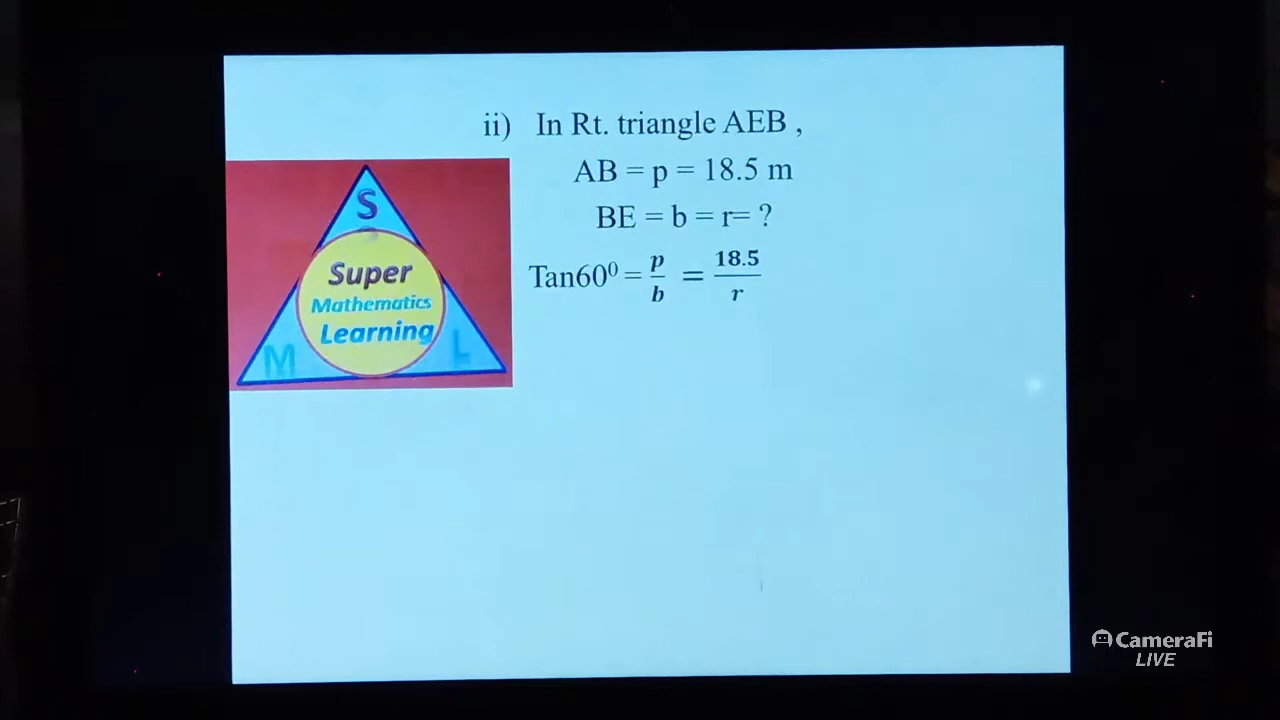 ii) In Rt. triangle AEB ,
AB = p = 18.5 m
BE = b = r= ?
Tan60⁰ = p/b = 18.5/r
S
Super
Mathematics
Learning
M L
CameraFi
LIVE